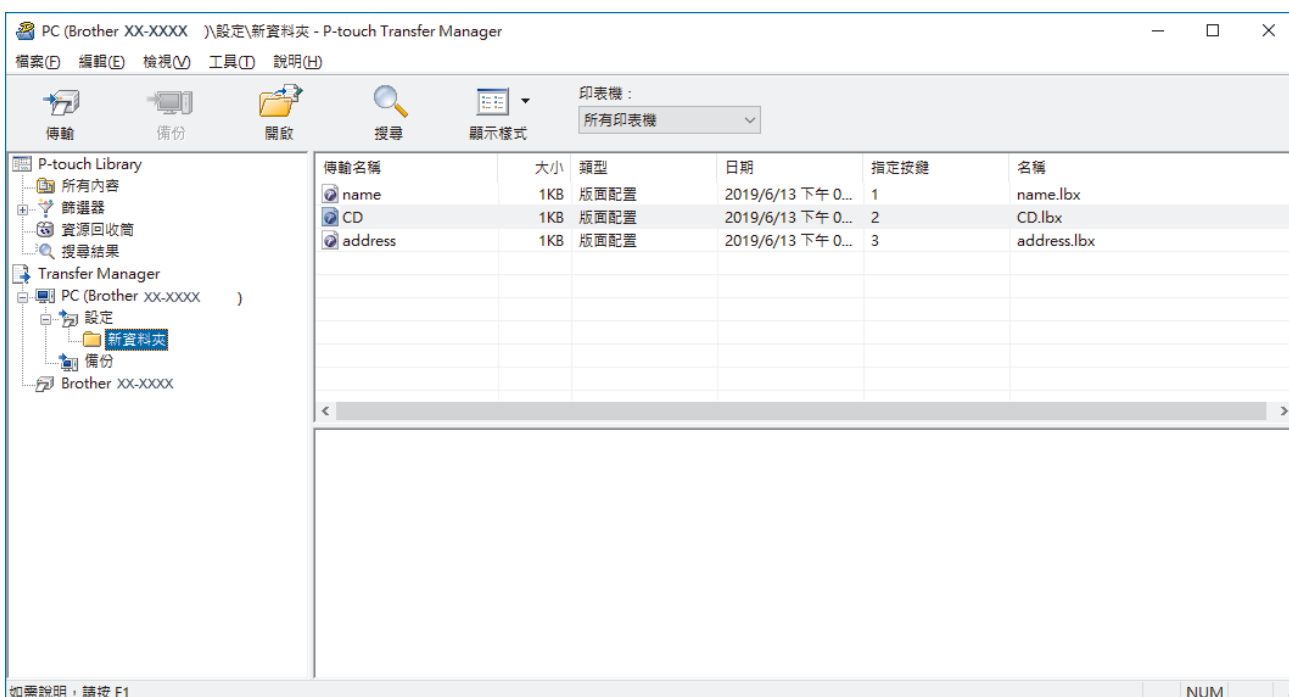 PC (Brother XX-XXXX )\設定\新資料夾 - P-touch Transfer Manager
檔案(F) 編輯(E) 檢視(V) 工具(T) 說明(H)
傳輸 備份 開啟 搜尋 顯示樣式
印表機：
所有印表機
P-touch Library
所有內容
篩選器
資源回收筒
搜尋結果
Transfer Manager
PC (Brother XX-XXXX )
設定
新資料夾
備份
Brother XX-XXXX
傳輸名稱 大小 類型 日期 指定按鍵 名稱
name 1KB 版面配置 2019/6/13 下午 0... 1 name.lbx
CD 1KB 版面配置 2019/6/13 下午 0... 2 CD.lbx
address 1KB 版面配置 2019/6/13 下午 0... 3 address.lbx
如需說明，請按 F1
NUM